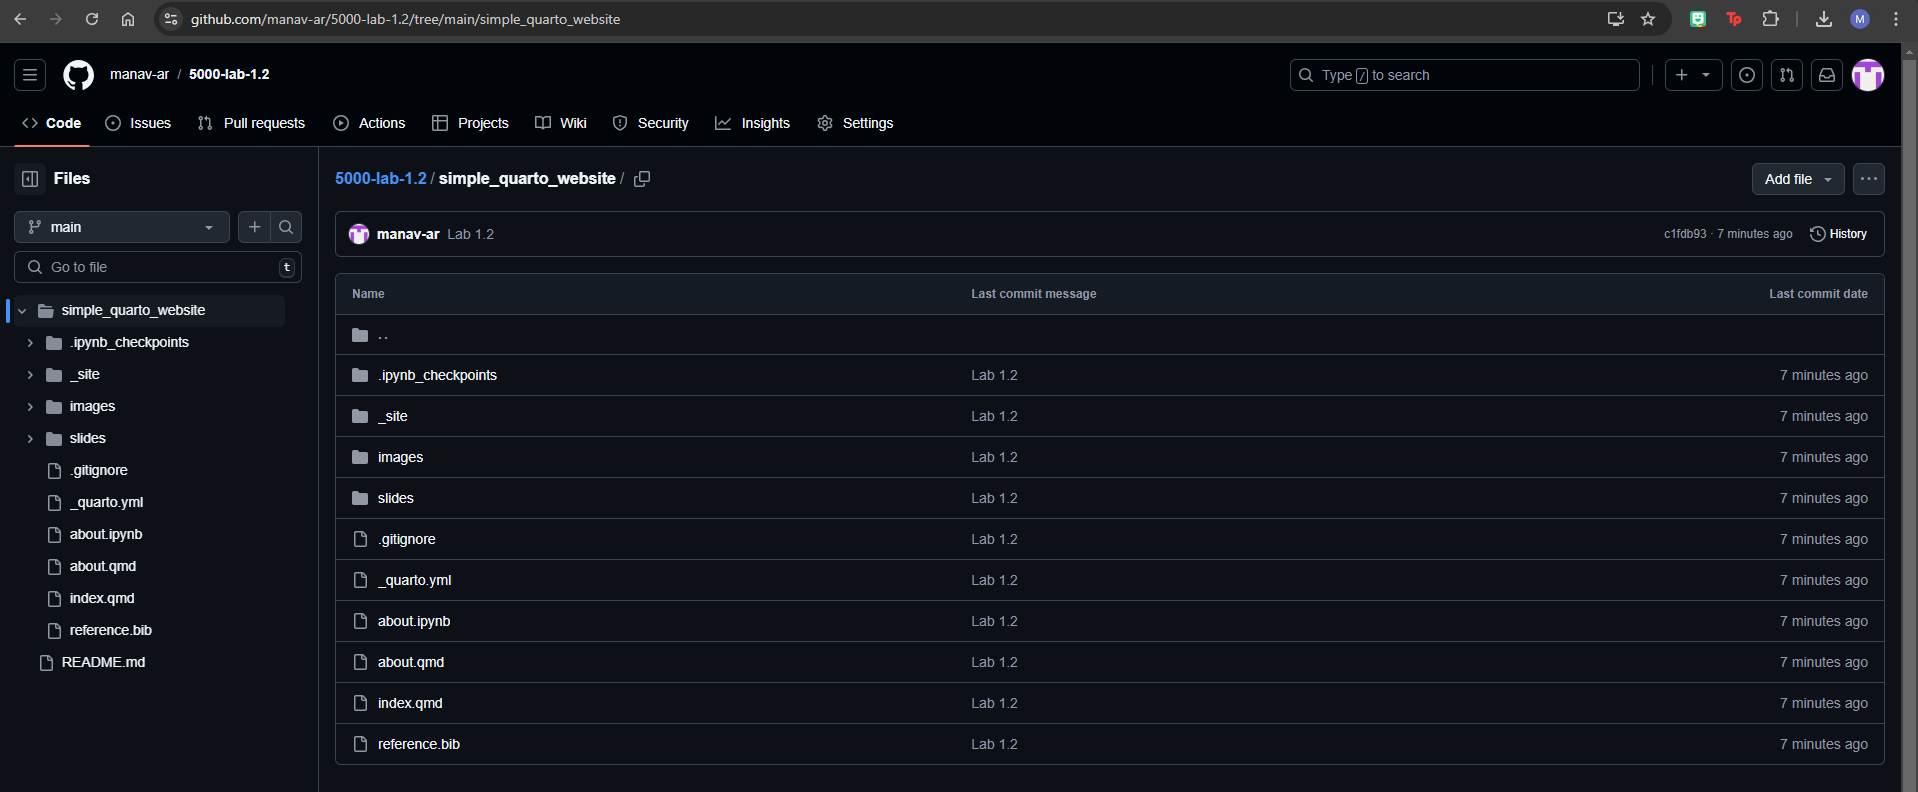 github.com/manav-ar/5000-lab-1.2/tree/main/simple_quarto_website
Tp
M
manav-ar / 5000-lab-1.2
Type / to search
Code Issues Pull requests Actions Projects Wiki Security Insights Settings
Files
main
Go to file t
simple_quarto_website
.ipynb_checkpoints
_site
images
slides
.gitignore
_quarto.yml
about.ipynb
about.qmd
index.qmd
reference.bib
README.md
5000-lab-1.2 / simple_quarto_website /
Add file
manav-ar Lab 1.2 c1fdb93 · 7 minutes ago History
Name Last commit message Last commit date
..
.ipynb_checkpoints Lab 1.2 7 minutes ago
_site Lab 1.2 7 minutes ago
images Lab 1.2 7 minutes ago
slides Lab 1.2 7 minutes ago
.gitignore Lab 1.2 7 minutes ago
_quarto.yml Lab 1.2 7 minutes ago
about.ipynb Lab 1.2 7 minutes ago
about.qmd Lab 1.2 7 minutes ago
index.qmd Lab 1.2 7 minutes ago
reference.bib Lab 1.2 7 minutes ago